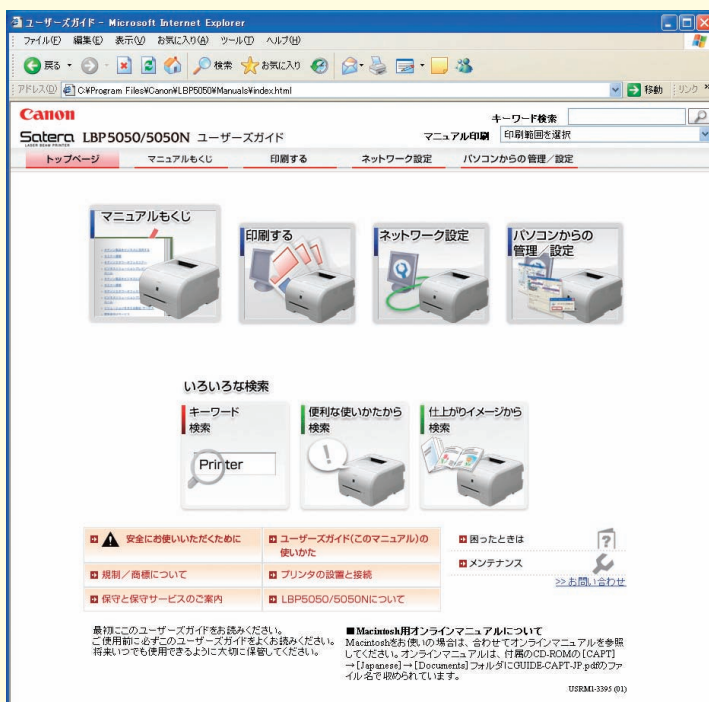 ユーザーズガイド - Microsoft Internet Explorer
ファイル(F) 編集(E) 表示(V) お気に入り(A) ツール(T) ヘルプ(H)
戻る 検索 お気に入り
アドレス(D) C:¥Program Files¥Canon¥LBP5050¥Manuals¥index.html 移動 リンク »
Canon
キーワード検索
Satera LBP5050/5050N ユーザーズガイド
LASER BEAM PRINTER
マニュアル印刷 印刷範囲を選択
トップページ マニュアルもくじ 印刷する ネットワーク設定 パソコンからの管理/設定
マニュアルもくじ
印刷する
ネットワーク設定
パソコンからの
管理/設定
いろいろな検索
キーワード
検索
Printer
便利な使いかたから
検索
仕上がりイメージから
検索
安全にお使いいただくために
ユーザーズガイド(このマニュアル)の
使いかた
困ったときは
規制/商標について
プリンタの設置と接続
メンテナンス
>>お問い合わせ
保守と保守サービスのご案内
LBP5050/5050Nについて
最初にこのユーザーズガイドをお読みください。
ご使用前に必ずこのユーザーズガイドをよくお読みください。
将来いつでも使用できるように大切に保管してください。
■Macintosh用オンラインマニュアルについて
Macintoshをお使いの場合は、合わせてオンラインマニュアルを参照
してください。オンラインマニュアルは、付属のCD-ROMの[CAPT]
→[Japanese]→[Documents]フォルダにGUIDE-CAPT-JP.pdfのファ
イル名で収められています。
USRM1-3395 (01)